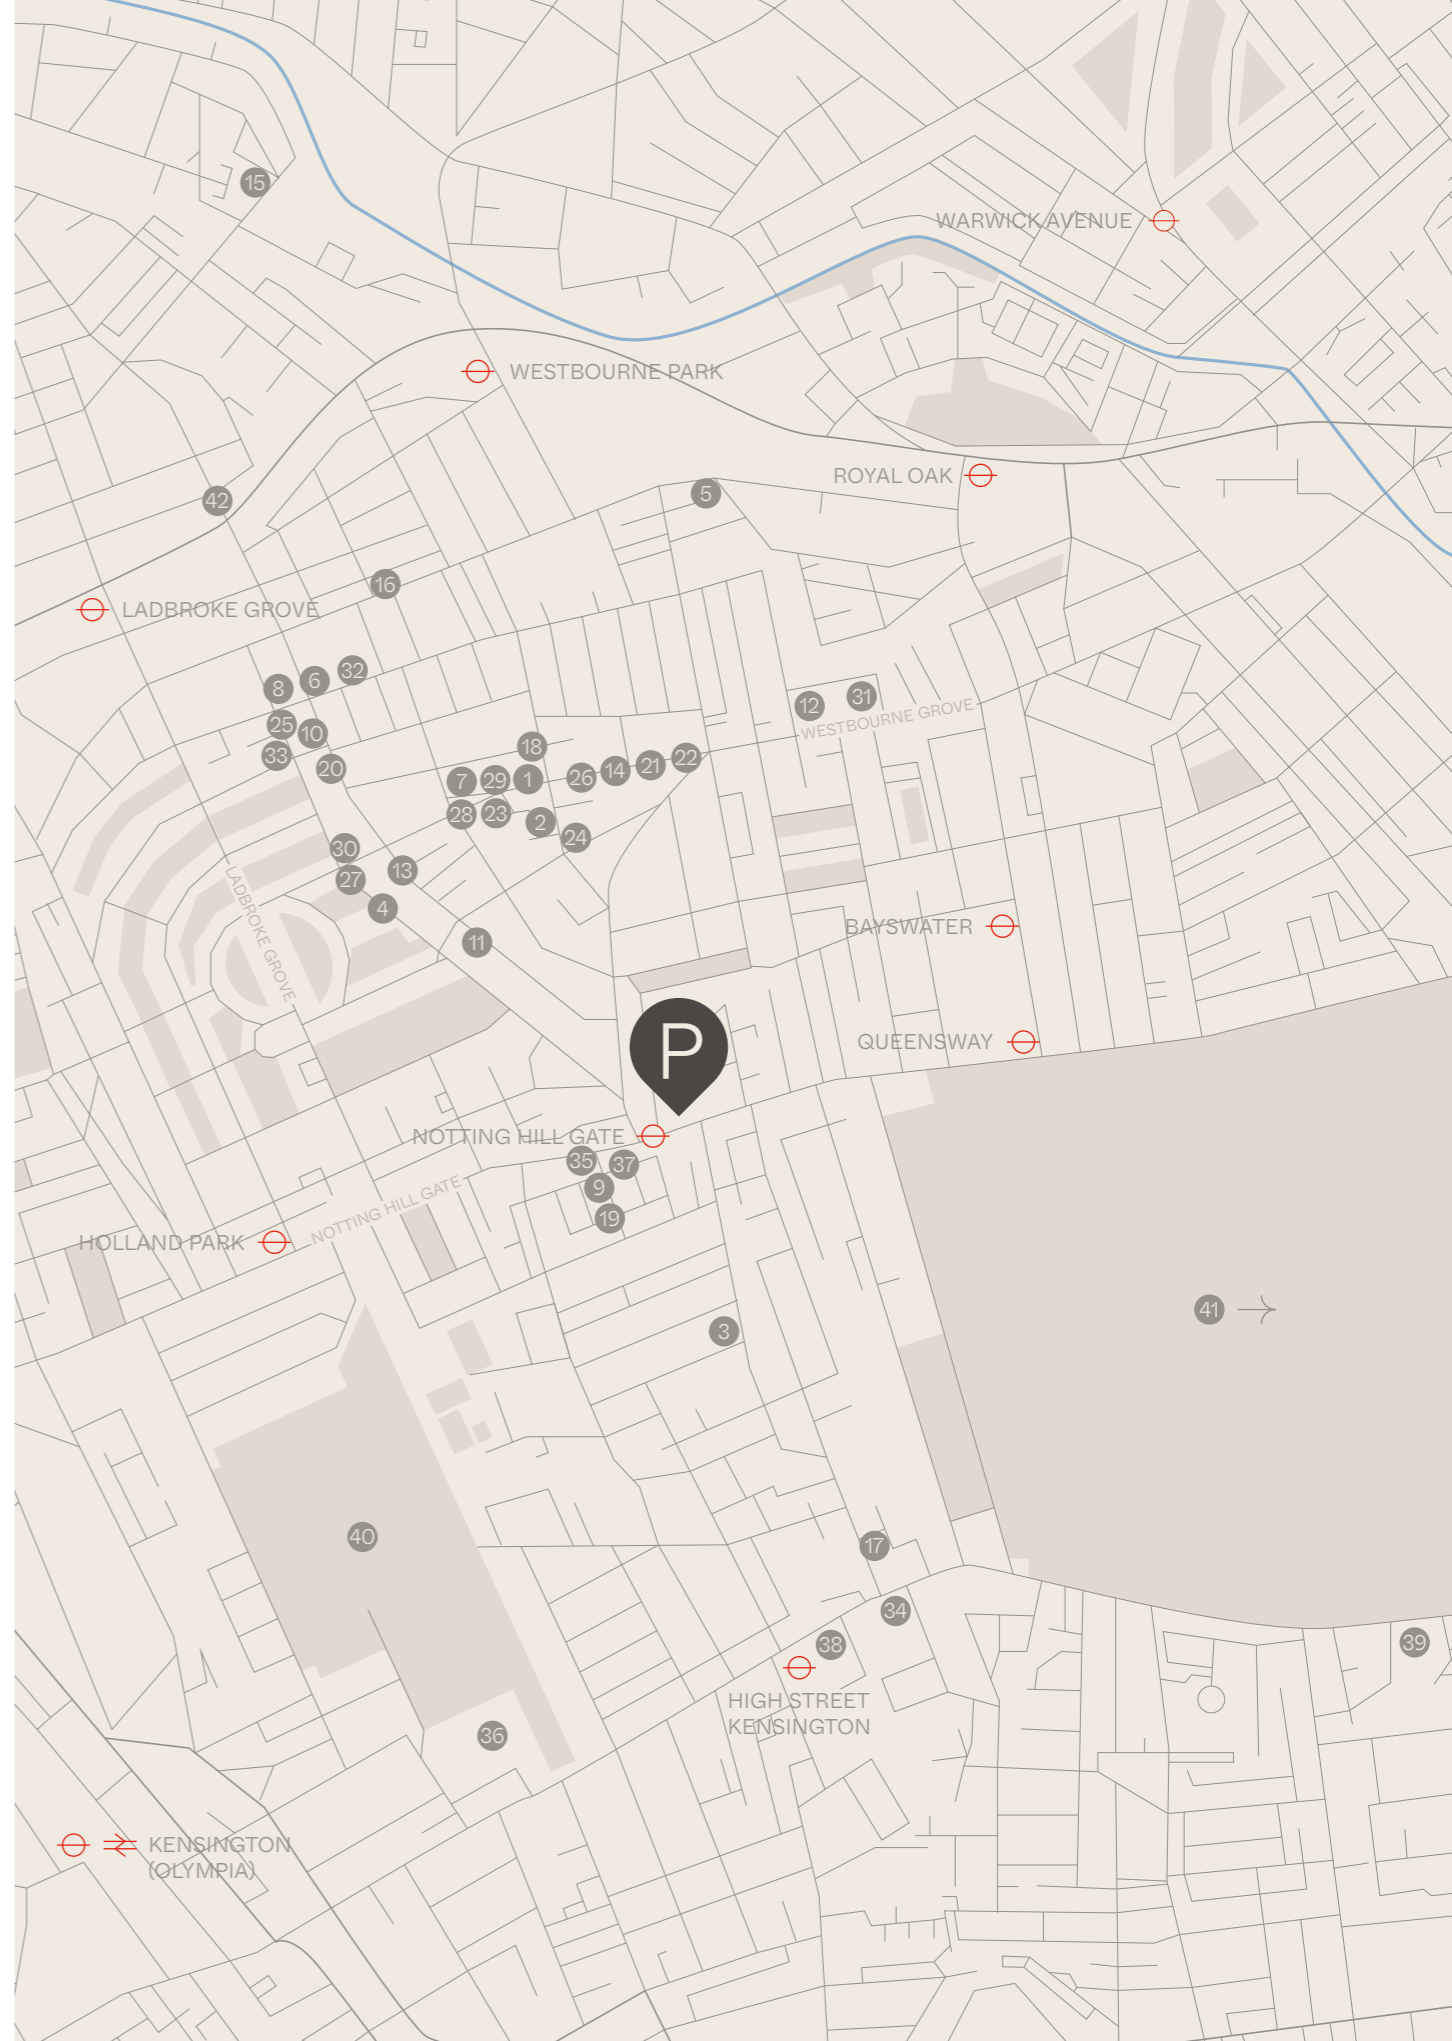 15
WARWICK AVENUE
WESTBOURNE PARK
ROYAL OAK
5
42
16
LADBROKE GROVE
32
6
8
31
12
WESTBOURNE GROVE
25
10
18
33
22
21
20
14
26
1
29
7
28
23
2
24
30
13
27
4
LADBROKE GROVE
BAYSWATER
11
P
QUEENSWAY
NOTTING HILL GATE
35
37
9
NOTTING HILL GATE
19
HOLLAND PARK
41
3
40
17
34
39
38
HIGH STREET
KENSINGTON
36
KENSINGTON
(OLYMPIA)